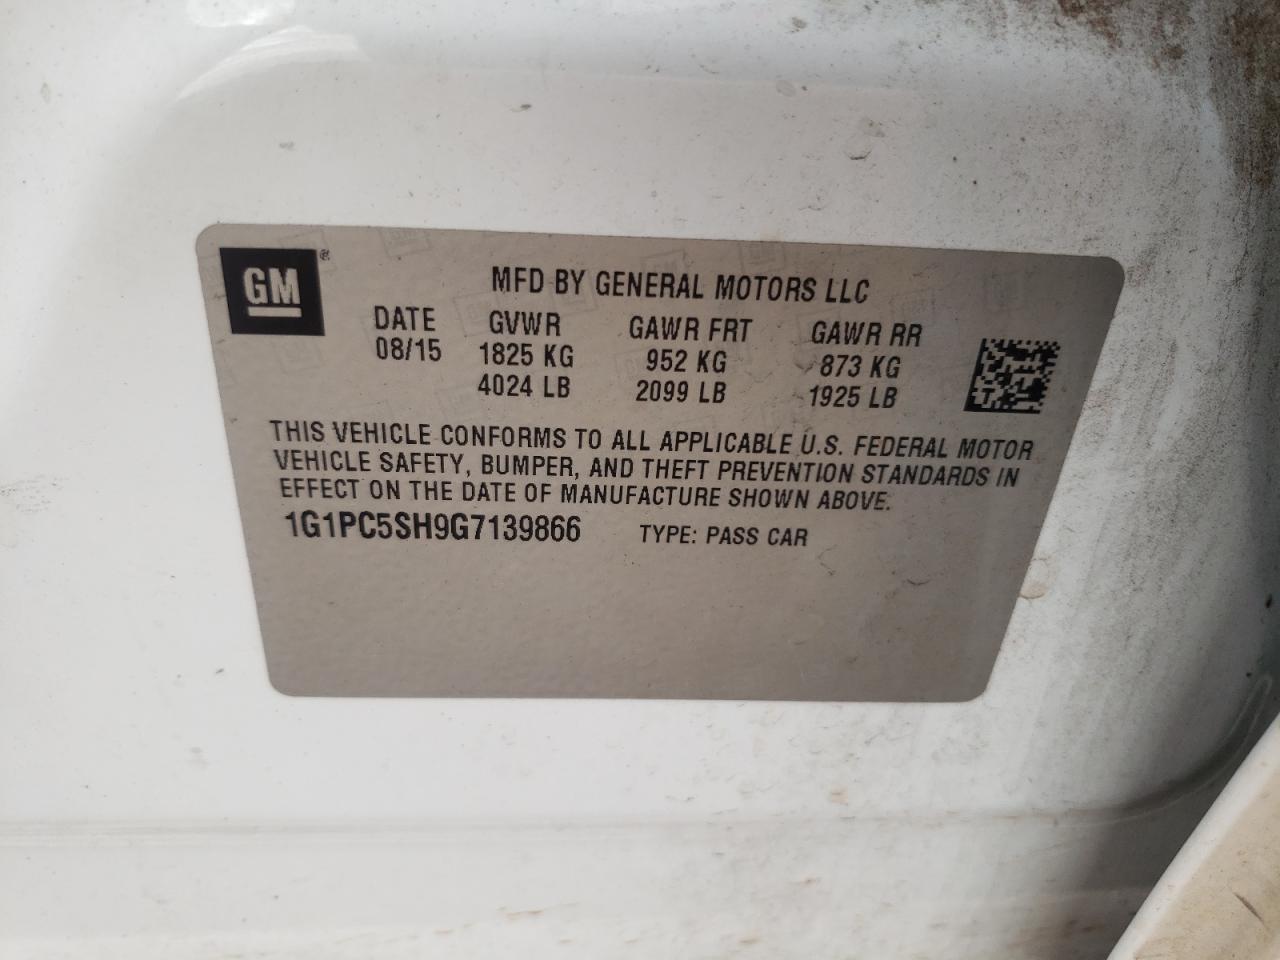 GM®
MFD BY GENERAL MOTORS LLC
DATE GVWR GAWR FRT GAWR RR
08/15 1825 KG 952 KG 873 KG
4024 LB 2099 LB 1925 LB
THIS VEHICLE CONFORMS TO ALL APPLICABLE U.S. FEDERAL MOTOR
VEHICLE SAFETY, BUMPER, AND THEFT PREVENTION STANDARDS IN
EFFECT ON THE DATE OF MANUFACTURE SHOWN ABOVE.
1G1PC5SH9G7139866 TYPE: PASS CAR